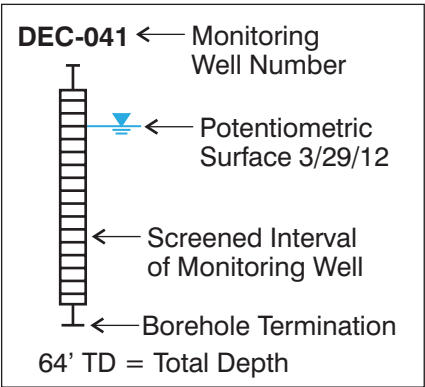 DEC-041 Monitoring
Well Number
Potentiometric
Surface 3/29/12
Screened Interval
of Monitoring Well
Borehole Termination
64' TD = Total Depth